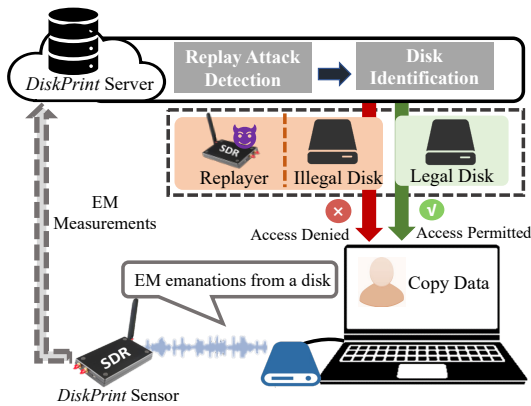 Replay Attack
Detection
Disk
Identification
DiskPrint Server
SDR
Replayer
Illegal Disk
Legal Disk
EM
Measurements
×
√
Access Denied
Access Permitted
EM emanations from a disk
Copy Data
SDR
DiskPrint Sensor